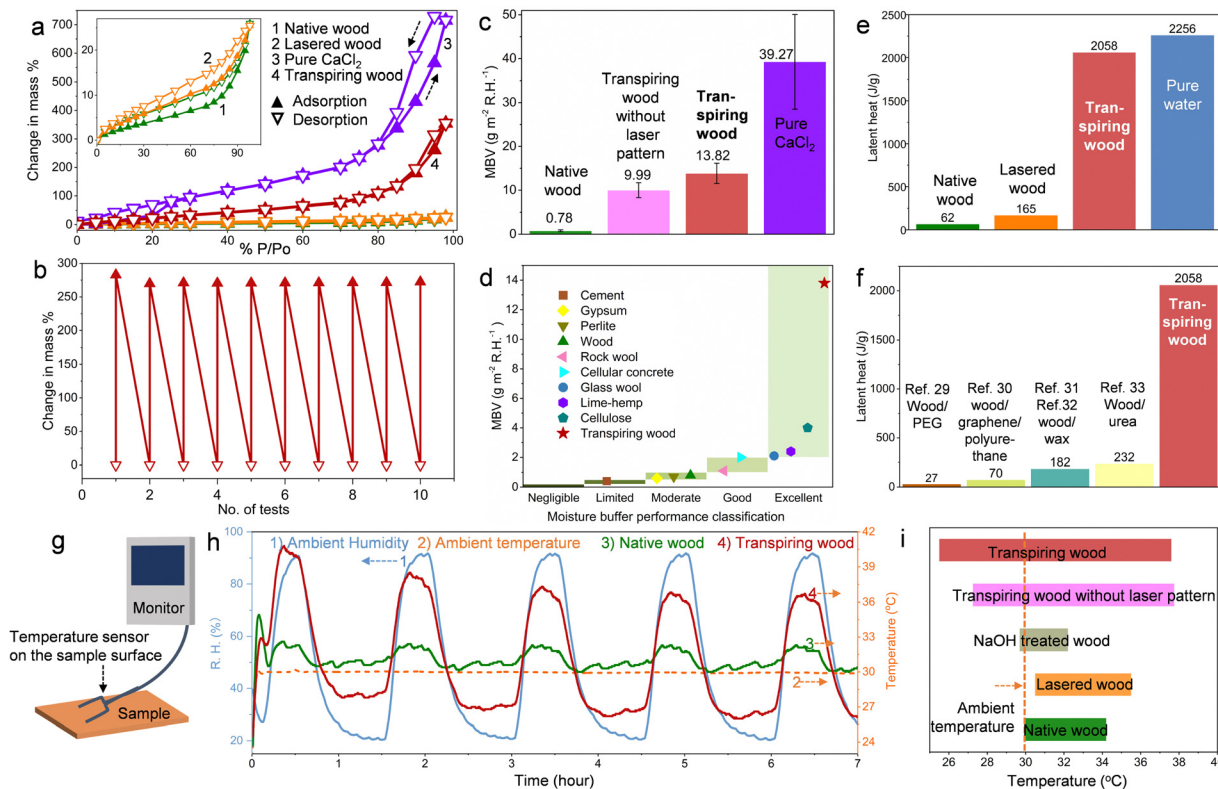 a
Change in mass %
700
600
500
400
300
200
100
0
0
20
40
60
80
100
% P/Po
20
10
0
0
30
60
90
2
1
1 Native wood
2 Lasered wood
3 Pure CaCl₂
4 Transpiring wood
Adsorption
Desorption
3
4
b
Change in mass %
300
250
200
150
100
50
0
0
2
4
6
8
10
No. of tests
c
MBV (g m⁻² R.H.⁻¹)
50
40
30
20
10
0
Native
wood
0.78
Transpiring
wood
without
laser
pattern
9.99
Tran-
spiring
wood
13.82
39.27
Pure
CaCl₂
d
MBV (g m⁻² R.H.⁻¹)
14
12
10
8
6
4
2
0
Cement
Gypsum
Perlite
Wood
Rock wool
Cellular concrete
Glass wool
Lime-hemp
Cellulose
Transpiring wood
Negligible
Limited
Moderate
Good
Excellent
Moisture buffer performance classification
e
Latent heat (J/g)
2500
2000
1500
1000
500
0
Native
wood
62
Lasered
wood
165
2058
Tran-
spiring
wood
2256
Pure
water
f
Latent heat (J/g)
2000
1500
1000
500
0
Ref. 29
Wood/
PEG
27
Ref. 30
wood/
graphene/
polyure-
thane
70
Ref. 31
Ref.32
wood/
wax
182
Ref. 33
Wood/
urea
232
2058
Tran-
spiring
wood
g
Monitor
Temperature sensor
on the sample surface
Sample
h
1) Ambient Humidity
2) Ambient temperature
3) Native wood
4) Transpiring wood
R. H. (%)
100
80
60
40
20
1
4
3
2
42
39
36
33
30
27
24
Temperature (ºC)
0
1
2
3
4
5
6
7
Time (hour)
i
Transpiring wood
Transpiring wood without laser pattern
NaOH treated wood
Lasered wood
Ambient
temperature
Native wood
26
28
30
32
34
36
38
40
Temperature (ºC)